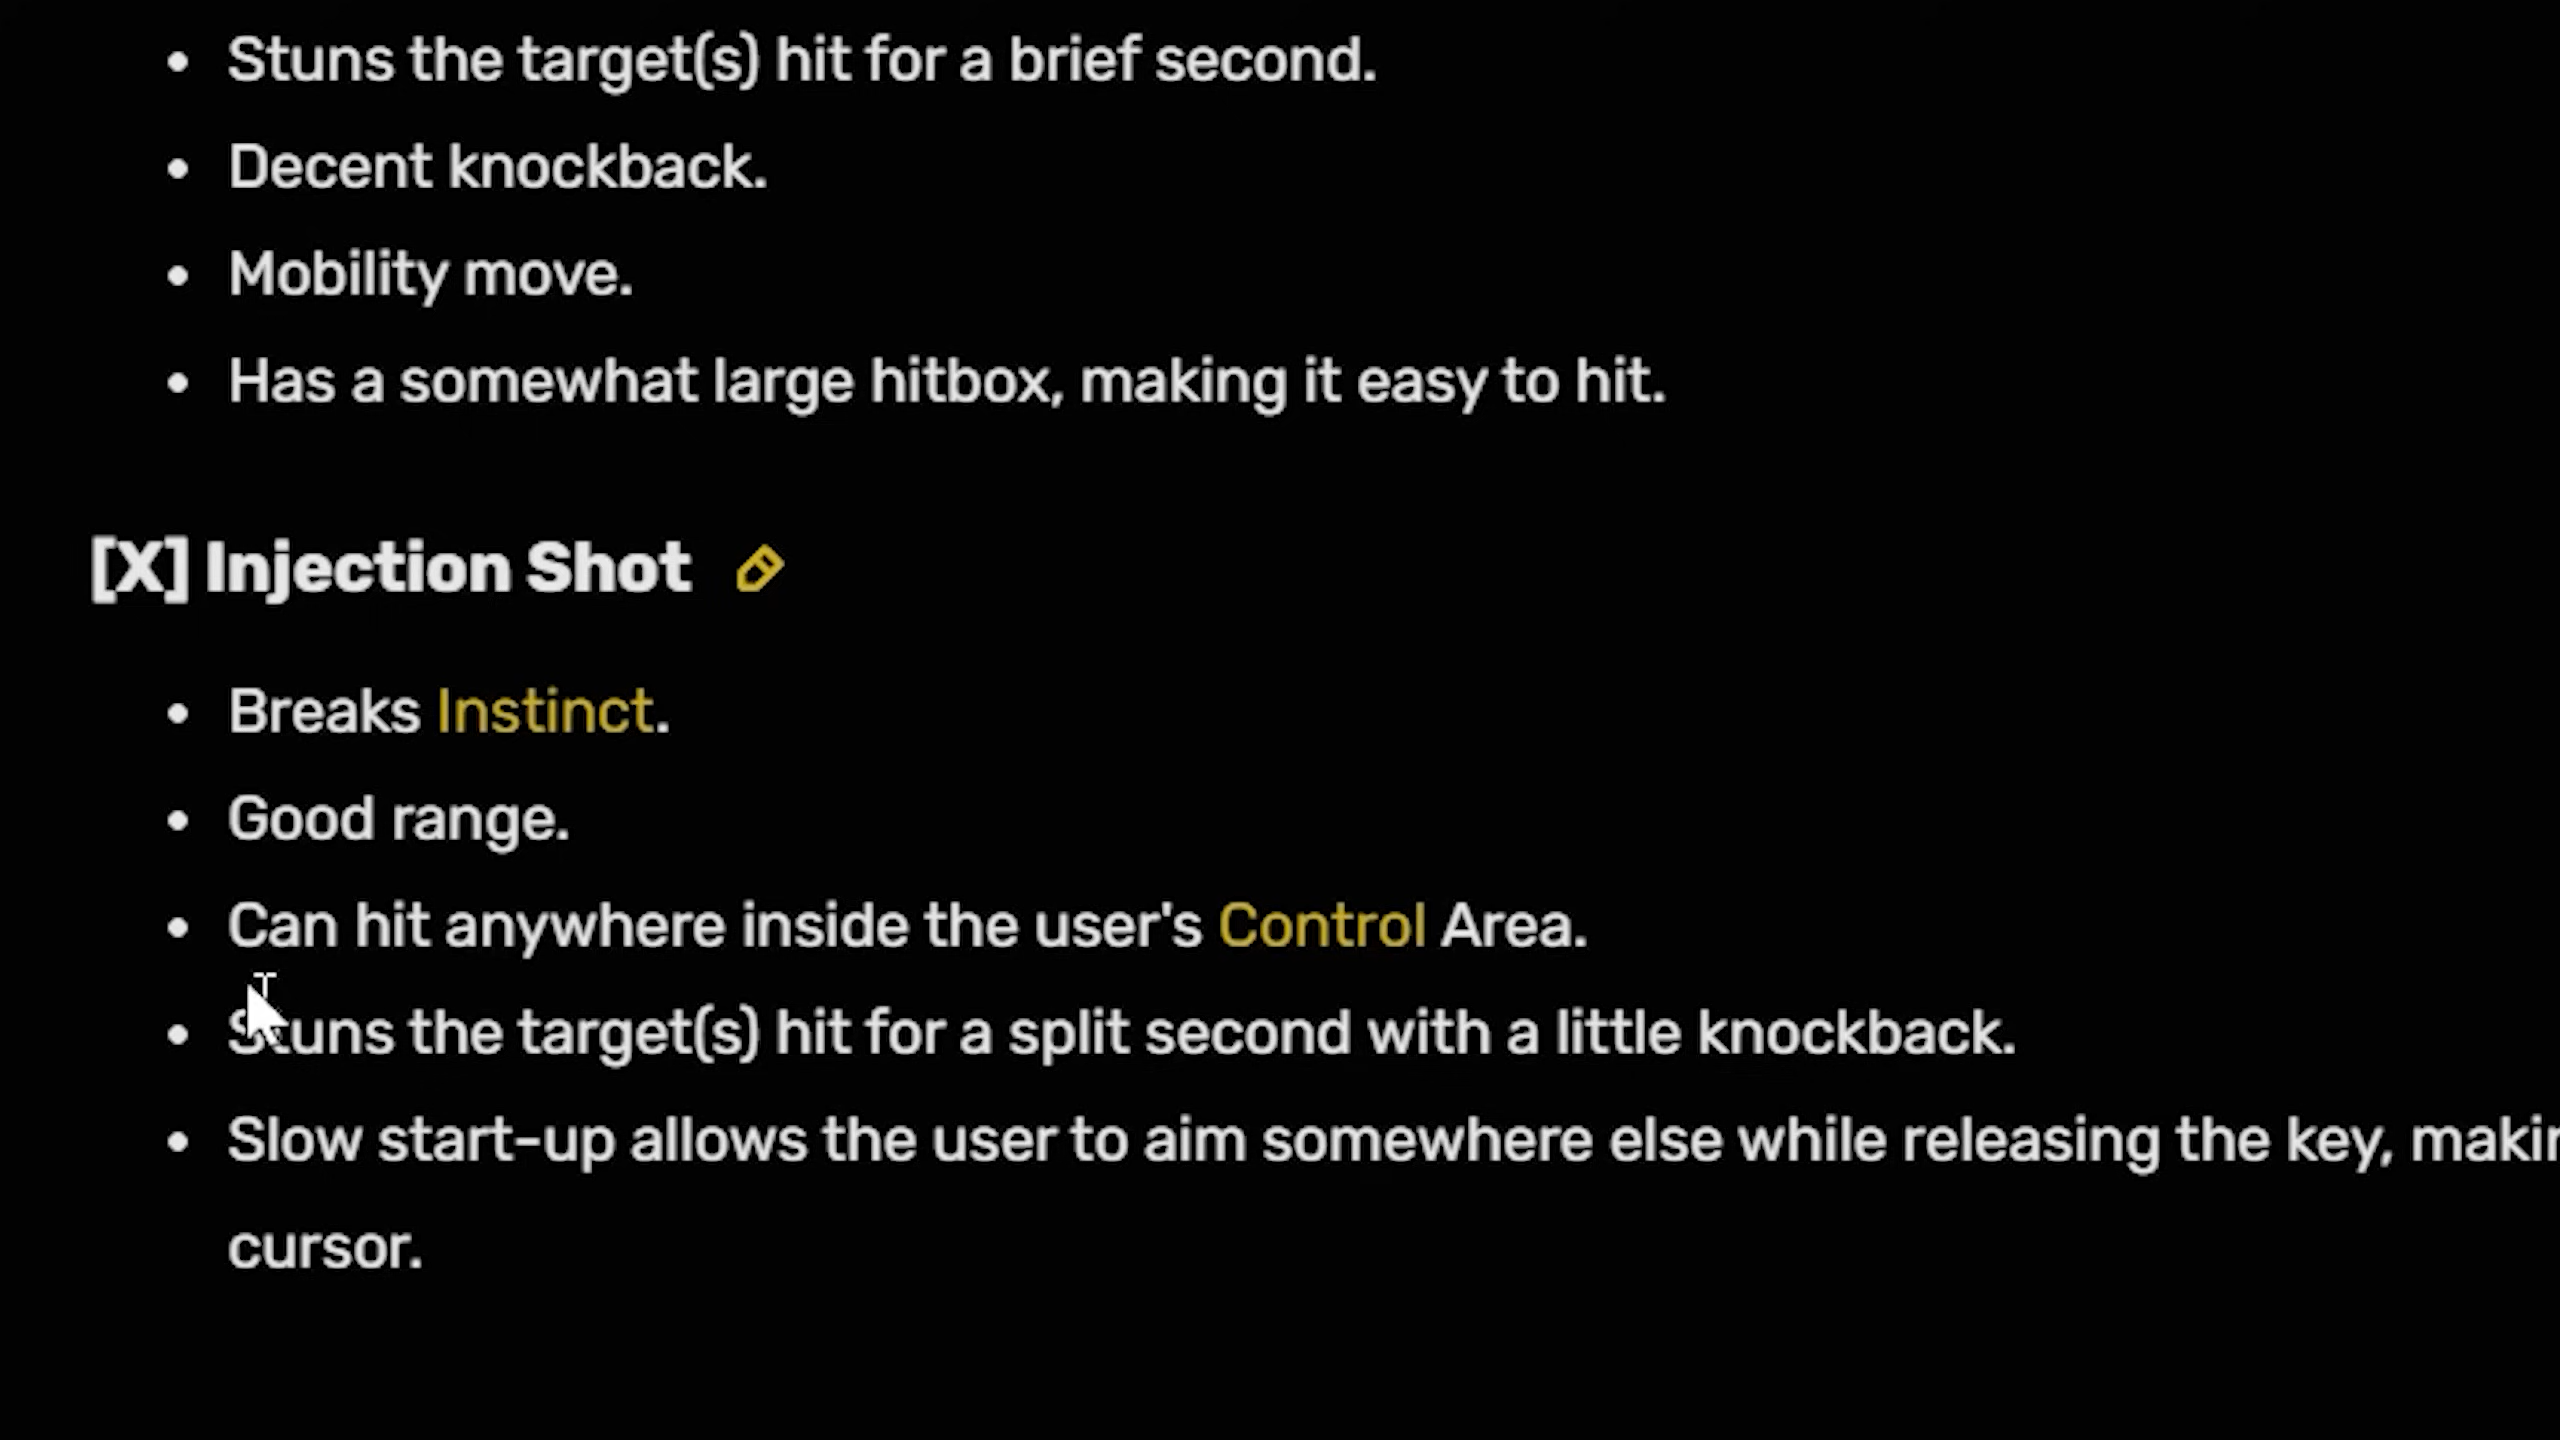 Stuns the target(s) hit for a brief second.
Decent knockback.
Mobility move.
Has a somewhat large hitbox, making it easy to hit.
[X] Injection Shot
Breaks Instinct.
Good range.
Can hit anywhere inside the user's Control Area.
Stuns the target(s) hit for a split second with a little knockback.
Slow start-up allows the user to aim somewhere else while releasing the key,
cursor.